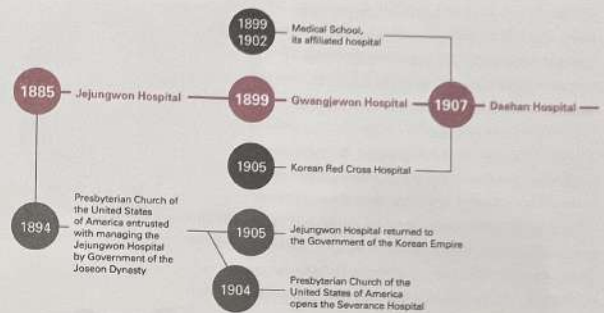 1899
1902
Medical School,
its affiliated hospital
1885
Jejungwon Hospital
1899
Gwangjewon Hospital
1907
Daehan Hospital
1905
Korean Red Cross Hospital
1894
Presbyterian Church of
the United States
of America entrusted
with managing the
Jejungwon Hospital
by Government of the
Joseon Dynasty
1905
Jejungwon Hospital returned to
the Government of the Korean Empire
1904
Presbyterian Church of the
United States of America
opens the Severance Hospital